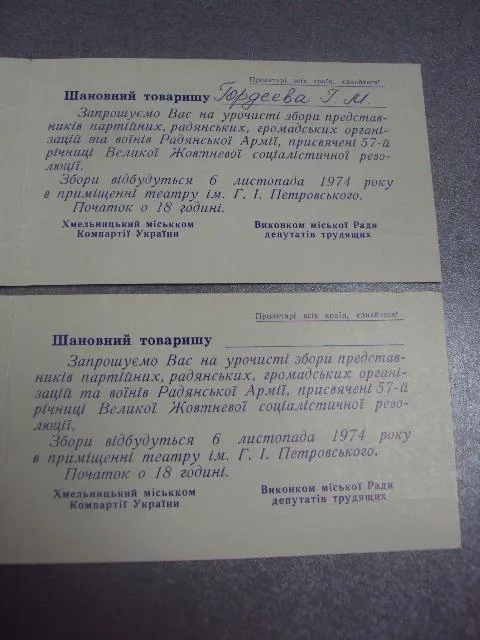 Пролетарі всіх країн, єднайтеся!
Шановний товаришу Гордеева Г М.
Запрошуємо Вас на урочисті збори представ-
ників партійних, радянських, громадських органі-
зацій та воїнів Радянської Армії, присвячені 57-й
річниці Великої Жовтневої соціалістичної рево-
люції.
Збори відбудуться 6 листопада 1974 року
в приміщенні театру ім. Г. І. Петровського.
Початок о 18 годині.
Хмельницький міськком
Компартії України
Виконком міської Ради
депутатів трудящих
Пролетарі всіх країн, єднайтеся!
Шановний товаришу
Запрошуємо Вас на урочисті збори представ-
ників партійних, радянських, громадських органі-
зацій та воїнів Радянської Армії, присвячені 57-й
річниці Великої Жовтневої соціалістичної рево-
люції.
Збори відбудуться 6 листопада 1974 року
в приміщенні театру ім. Г. І. Петровського.
Початок о 18 годині.
Хмельницький міськком
Компартії України
Виконком міської Ради
депутатів трудящих